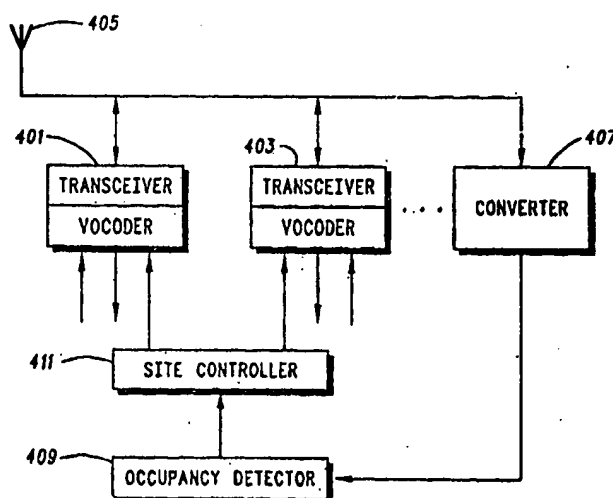 405
401
403
407
TRANSCEIVER
VOCODER
TRANSCEIVER
VOCODER
CONVERTER
411
SITE CONTROLLER
409
OCCUPANCY DETECTOR